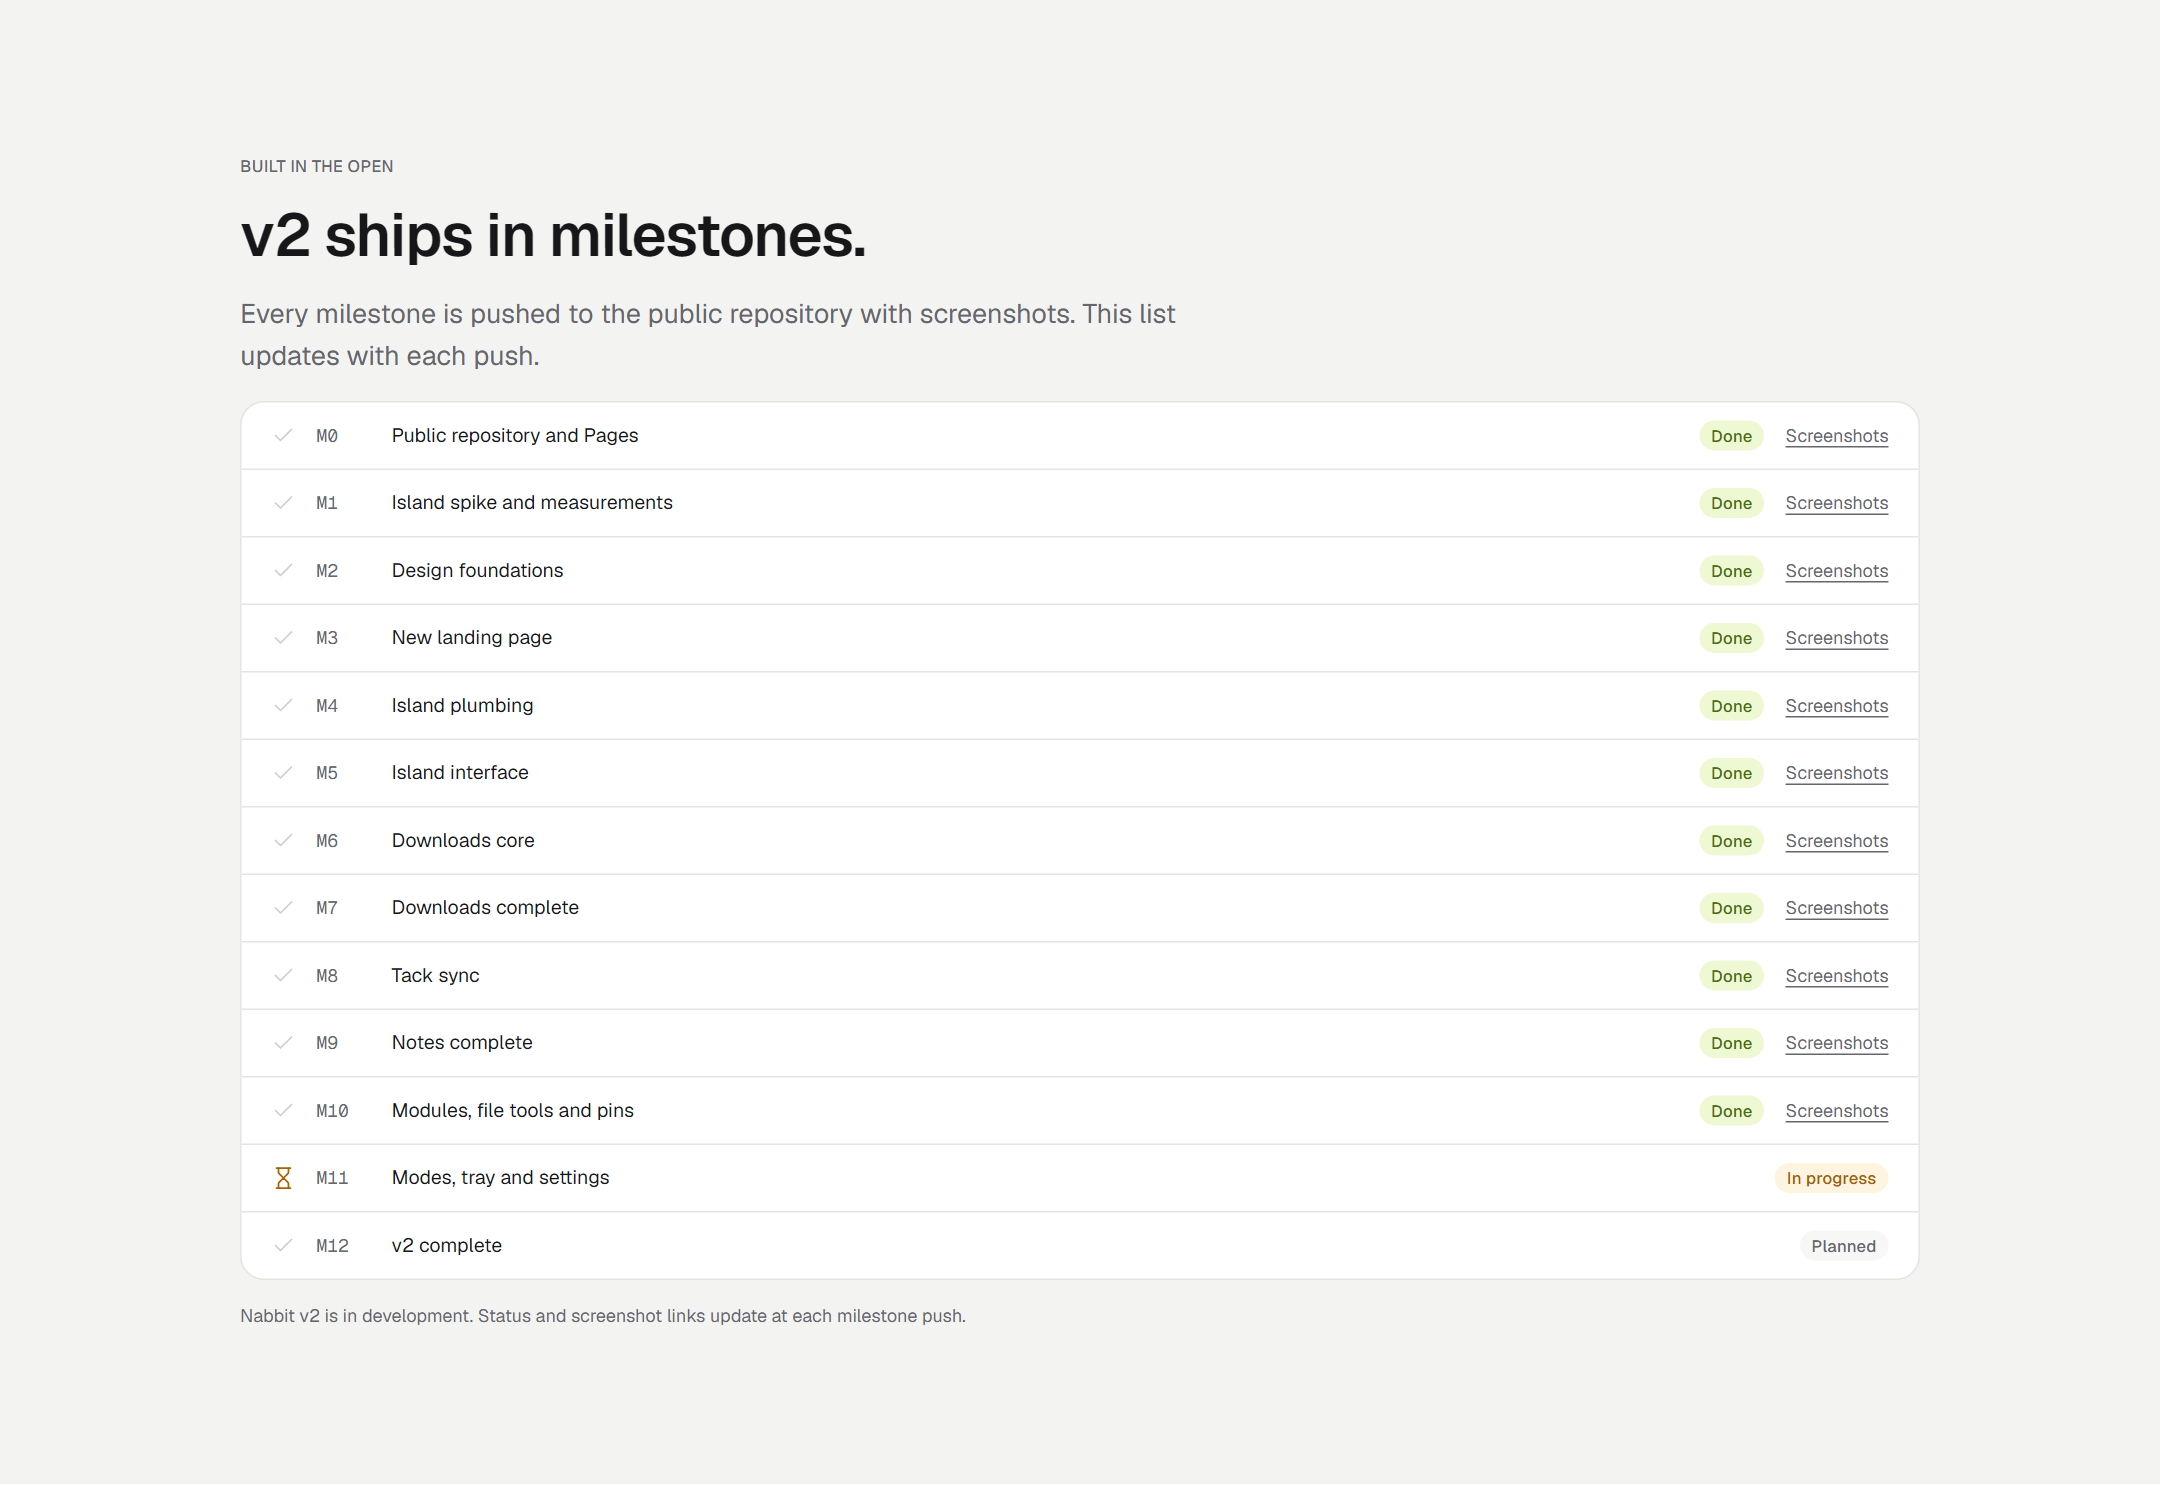 BUILT IN THE OPEN
v2 ships in milestones.
Every milestone is pushed to the public repository with screenshots. This list
updates with each push.
M0 Public repository and Pages Done Screenshots
M1 Island spike and measurements Done Screenshots
M2 Design foundations Done Screenshots
M3 New landing page Done Screenshots
M4 Island plumbing Done Screenshots
M5 Island interface Done Screenshots
M6 Downloads core Done Screenshots
M7 Downloads complete Done Screenshots
M8 Tack sync Done Screenshots
M9 Notes complete Done Screenshots
M10 Modules, file tools and pins Done Screenshots
M11 Modes, tray and settings In progress
M12 v2 complete Planned
Nabbit v2 is in development. Status and screenshot links update at each milestone push.